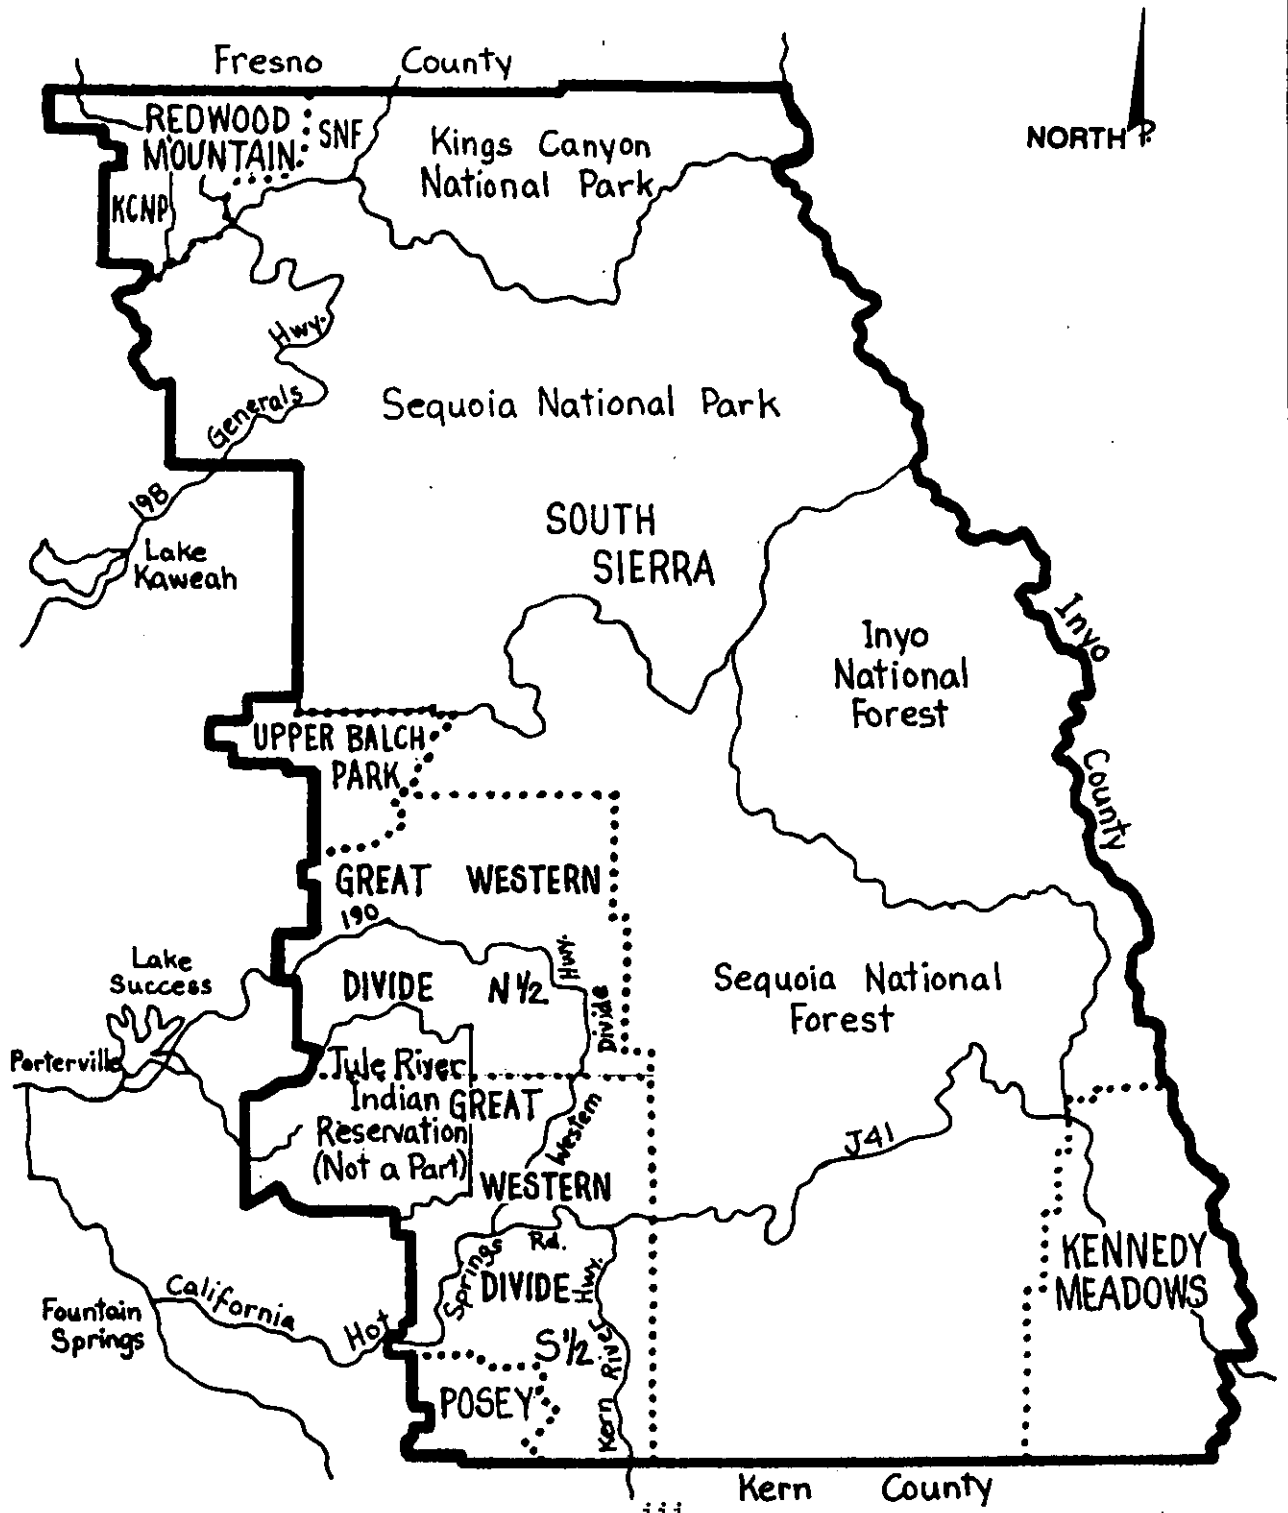 Fresno County
NORTH
REDWOOD
MOUNTAIN
SNF
Kings Canyon
National Park
KCNP
Hwy.
Generals
Sequoia National Park
198
Lake
Kaweah
SOUTH
SIERRA
Inyo
County
Inyo
National
Forest
UPPER BALCH
PARK
GREAT WESTERN
190
DIVIDE N 1/2
Hwy.
Divide
Western
Lake
Success
Porterville
Sequoia National
Forest
Tule River
Indian
Reservation
(Not a Part)
GREAT
WESTERN
DIVIDE
S 1/2
J41
KENNEDY
MEADOWS
Fountain
Springs
California
Hot
Springs
Rd.
Kern River Hwy.
POSEY
Kern County
iii